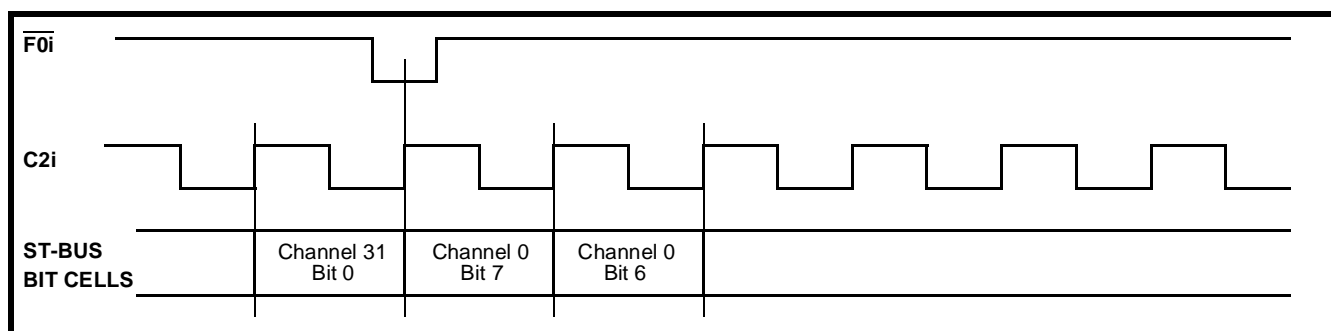 F0i
C2i
ST-BUS
BIT CELLS
Channel 31
Bit 0
Channel 0
Bit 7
Channel 0
Bit 6